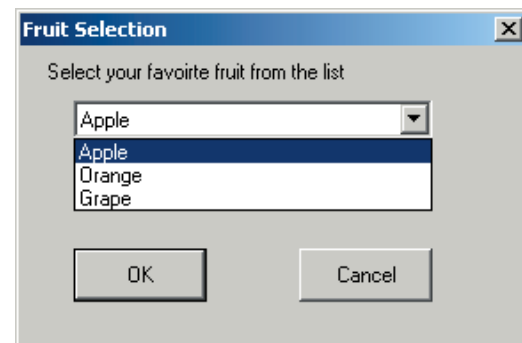 Fruit Selection
Select your favoirte fruit from the list
Apple
Apple
Orange
Grape
OK Cancel